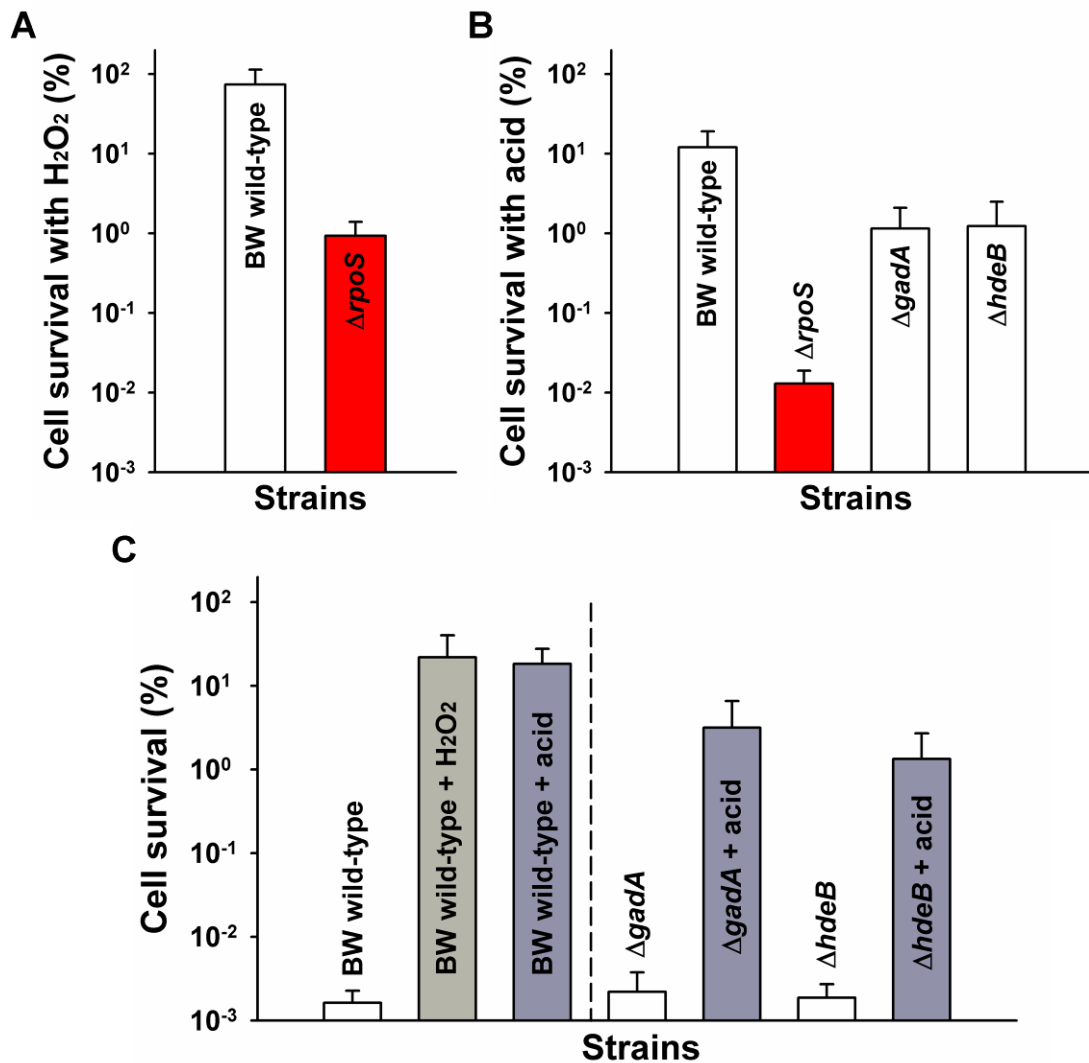 A
Cell survival with H₂O₂ (%)
10²
10¹
10⁰
10⁻¹
10⁻²
10⁻³
BW wild-type
ΔrpoS
Strains
B
Cell survival with acid (%)
10²
10¹
10⁰
10⁻¹
10⁻²
10⁻³
BW wild-type
ΔrpoS
ΔgadA
ΔhdeB
Strains
C
Cell survival (%)
10²
10¹
10⁰
10⁻¹
10⁻²
10⁻³
BW wild-type
BW wild-type + H₂O₂
BW wild-type + acid
ΔgadA
ΔgadA + acid
ΔhdeB
ΔhdeB + acid
Strains